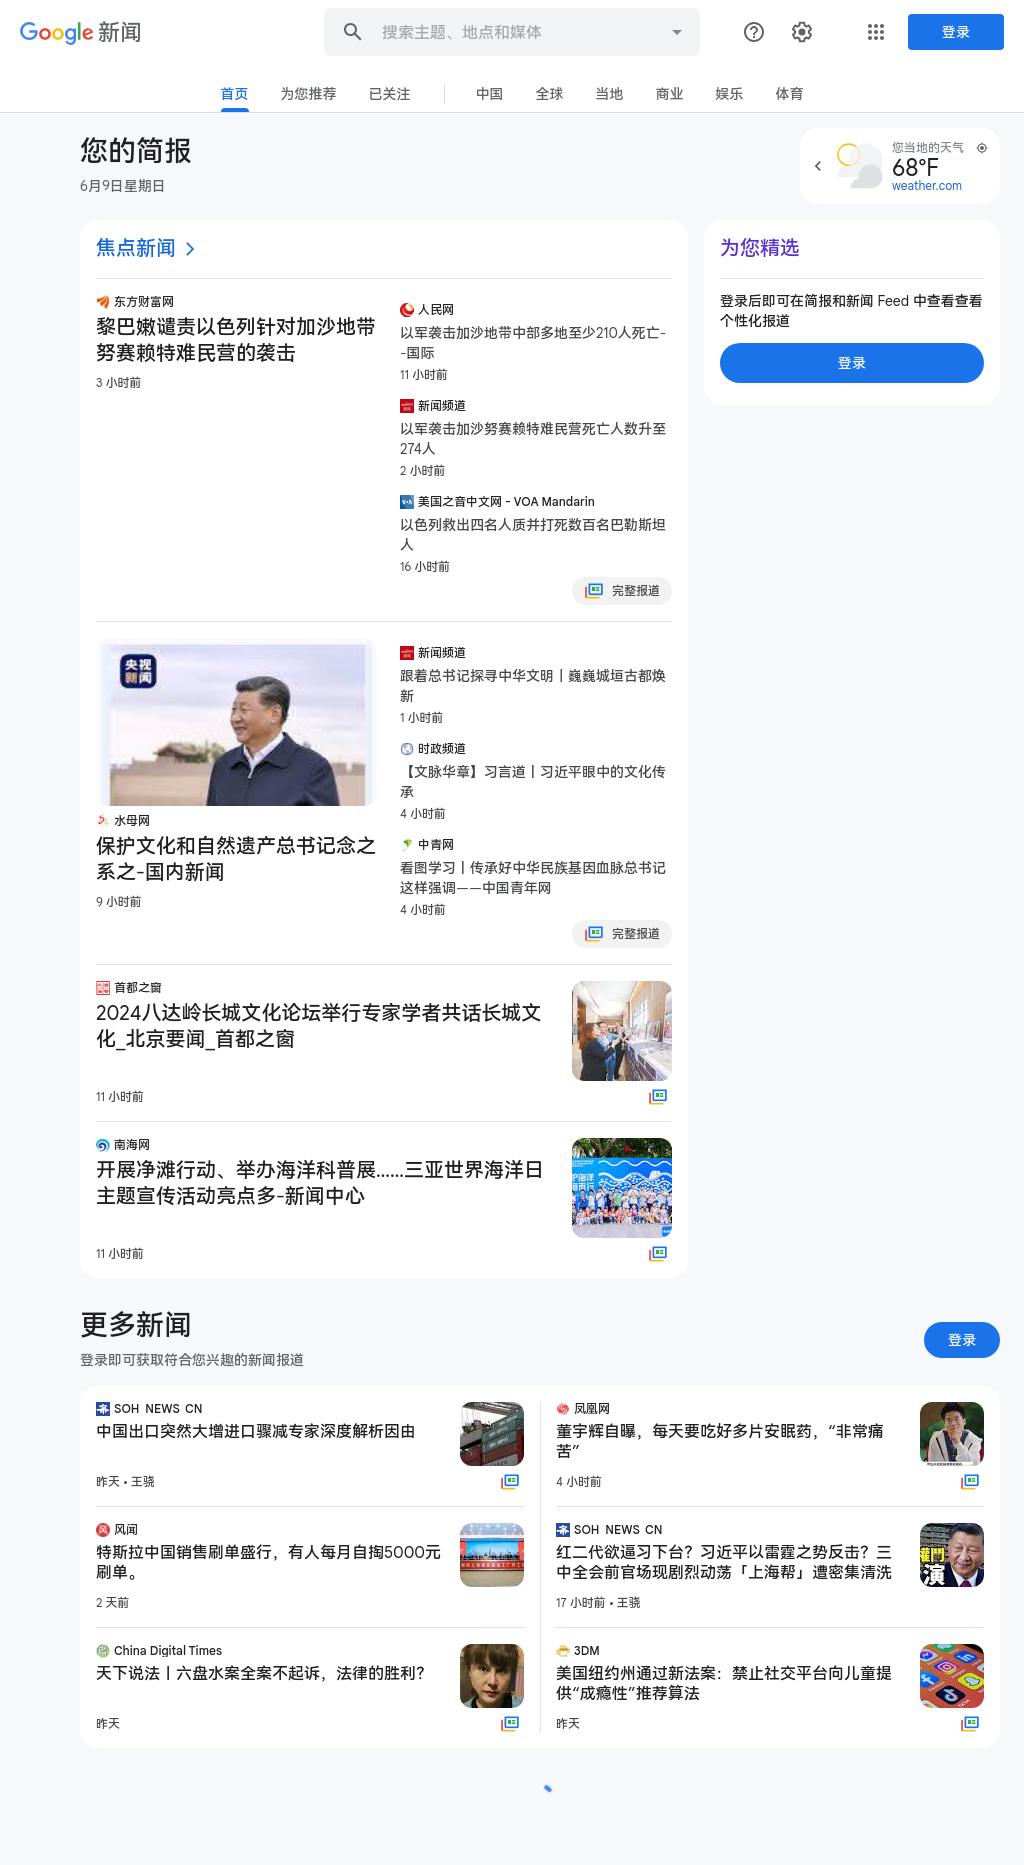 Google 新闻
搜索主题、地点和媒体
登录
首页
为您推荐
已关注
中国
全球
当地
商业
娱乐
体育
您的简报
6月9日星期日
您当地的天气
68°F
weather.com
焦点新闻
东方财富网
黎巴嫩谴责以色列针对加沙地带
努赛赖特难民营的袭击
3 小时前
人民网
以军袭击加沙地带中部多地至少210人死亡-
-国际
11 小时前
新闻频道
以军袭击加沙努赛赖特难民营死亡人数升至
274人
2 小时前
美国之音中文网 - VOA Mandarin
以色列救出四名人质并打死数百名巴勒斯坦
人
16 小时前
完整报道
为您精选
登录后即可在简报和新闻 Feed 中查看查看
个性化报道
登录
央视
新闻
水母网
保护文化和自然遗产总书记念之
系之-国内新闻
9 小时前
新闻频道
跟着总书记探寻中华文明丨巍巍城垣古都焕
新
1 小时前
时政频道
【文脉华章】习言道丨习近平眼中的文化传
承
4 小时前
中青网
看图学习丨传承好中华民族基因血脉总书记
这样强调——中国青年网
4 小时前
完整报道
首都之窗
2024八达岭长城文化论坛举行专家学者共话长城文
化_北京要闻_首都之窗
11 小时前
南海网
开展净滩行动、举办海洋科普展……三亚世界海洋日
主题宣传活动亮点多-新闻中心
11 小时前
更多新闻
登录即可获取符合您兴趣的新闻报道
登录
SOH NEWS CN
中国出口突然大增进口骤减专家深度解析因由
昨天 • 王骁
凤凰网
董宇辉自曝，每天要吃好多片安眠药，“非常痛
苦”
4 小时前
风闻
特斯拉中国销售刷单盛行，有人每月自掏5000元
刷单。
2 天前
SOH NEWS CN
红二代欲逼习下台？习近平以雷霆之势反击？三
中全会前官场现剧烈动荡「上海帮」遭密集清洗
17 小时前 • 王骁
China Digital Times
天下说法丨六盘水案全案不起诉，法律的胜利？
昨天
3DM
美国纽约州通过新法案：禁止社交平台向儿童提
供“成瘾性”推荐算法
昨天